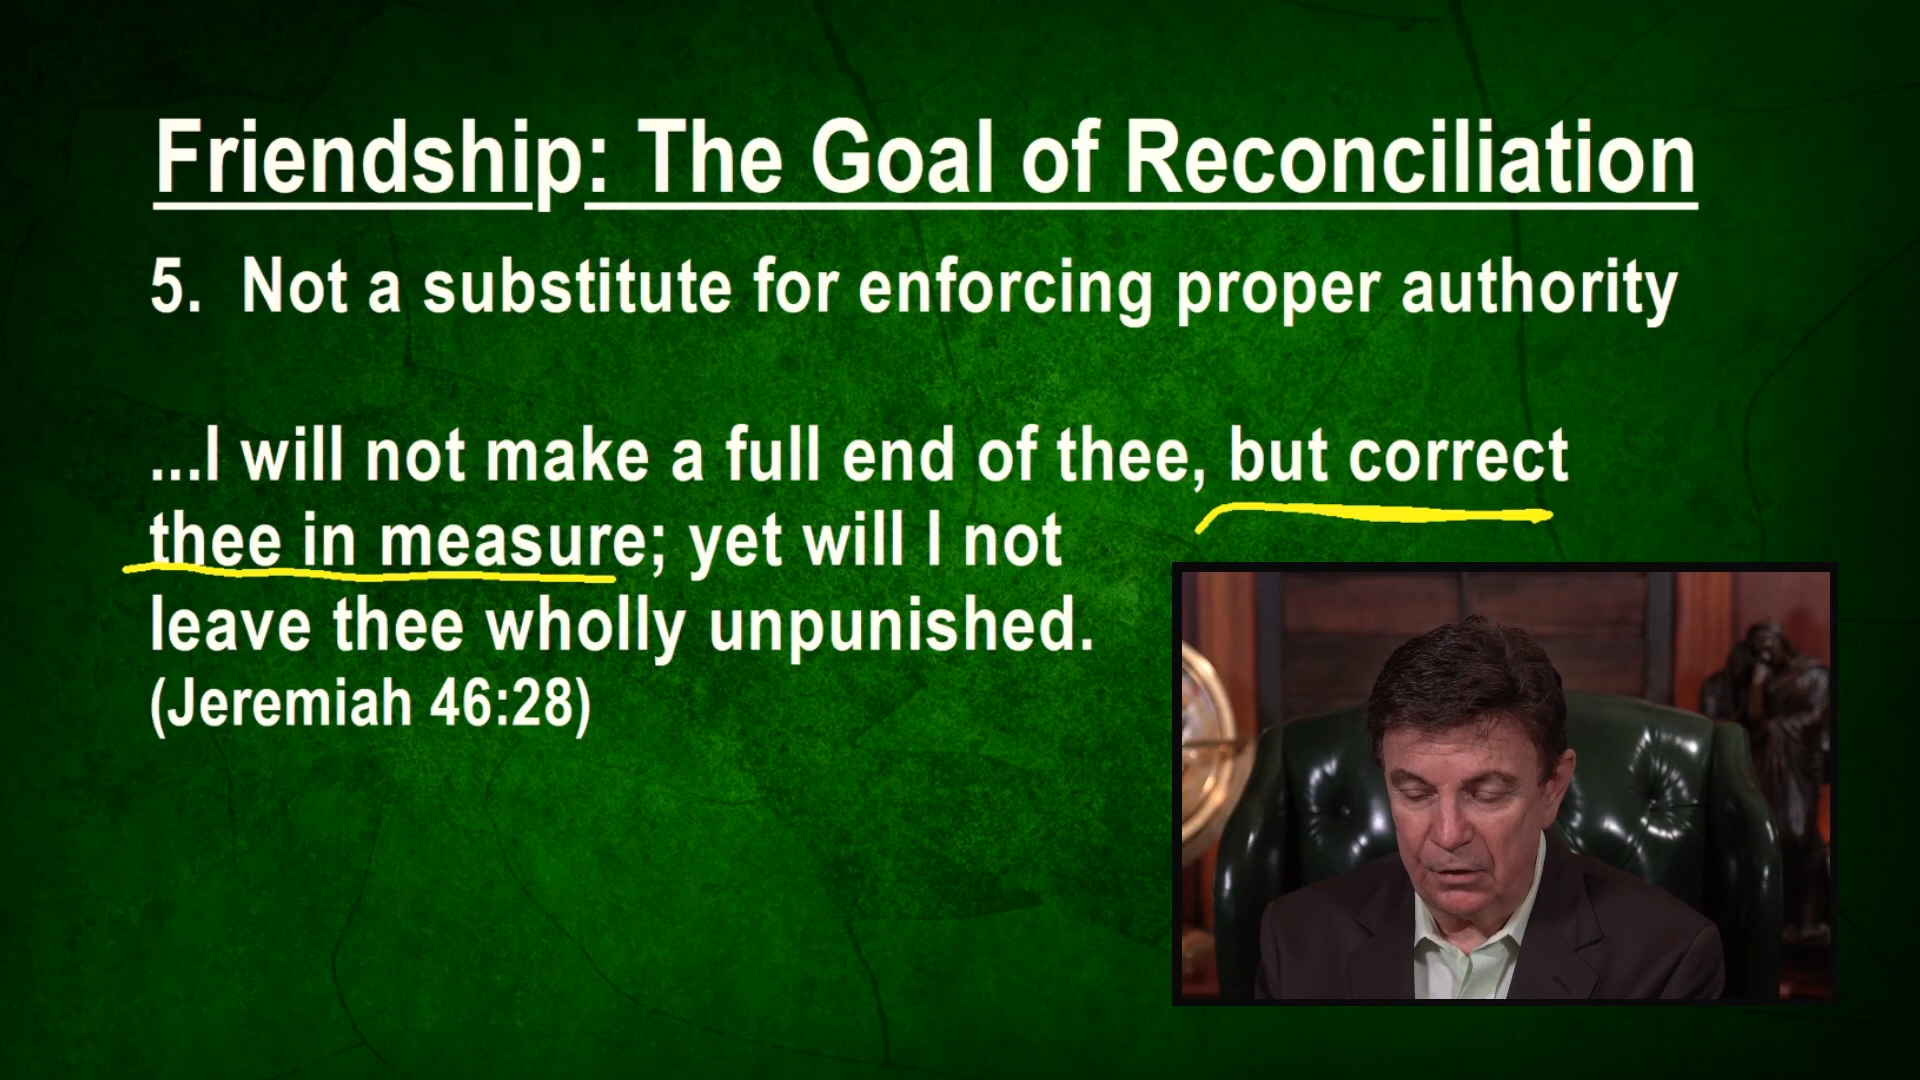 Friendship: The Goal of Reconciliation
5. Not a substitute for enforcing proper authority
...I will not make a full end of thee, but correct
thee in measure; yet will I not
leave thee wholly unpunished.
(Jeremiah 46:28)